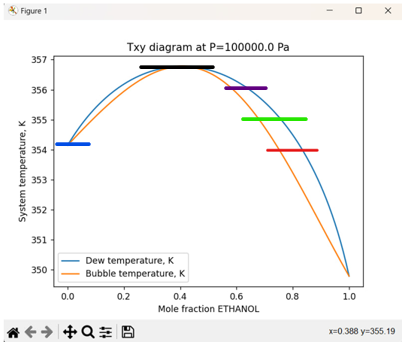 Figure 1
Txy diagram at P=100000.0 Pa
357
356
355
354
353
352
351
350
System temperature, K
Dew temperature, K
Bubble temperature, K
0.0 0.2 0.4 0.6 0.8 1.0
Mole fraction ETHANOL
x=0.388 y=355.19